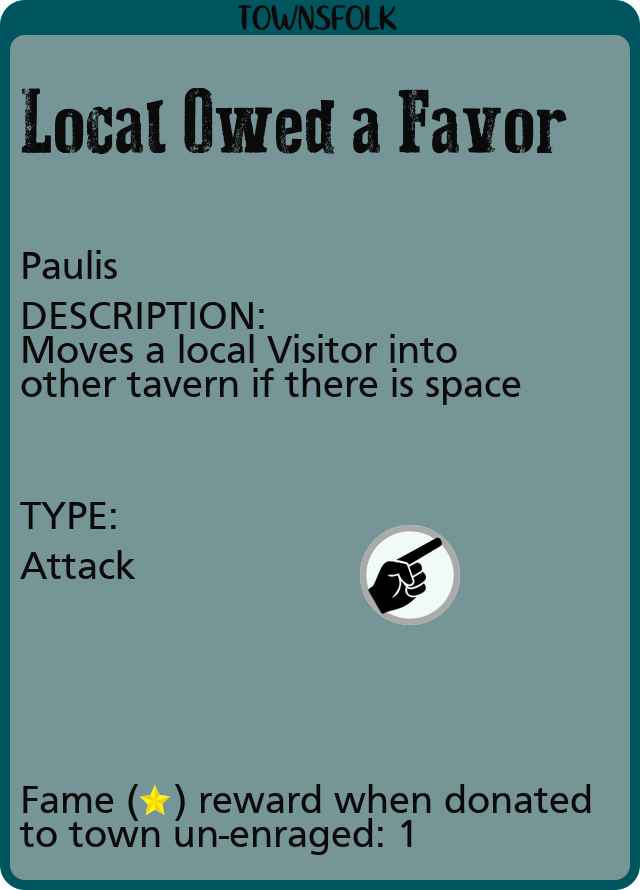 TOWNSFOLK
Local Owed a Favor
Paulis
DESCRIPTION:
Moves a local Visitor into
other tavern if there is space
TYPE:
Attack
Fame (⭐) reward when donated
to town un-enraged: 1